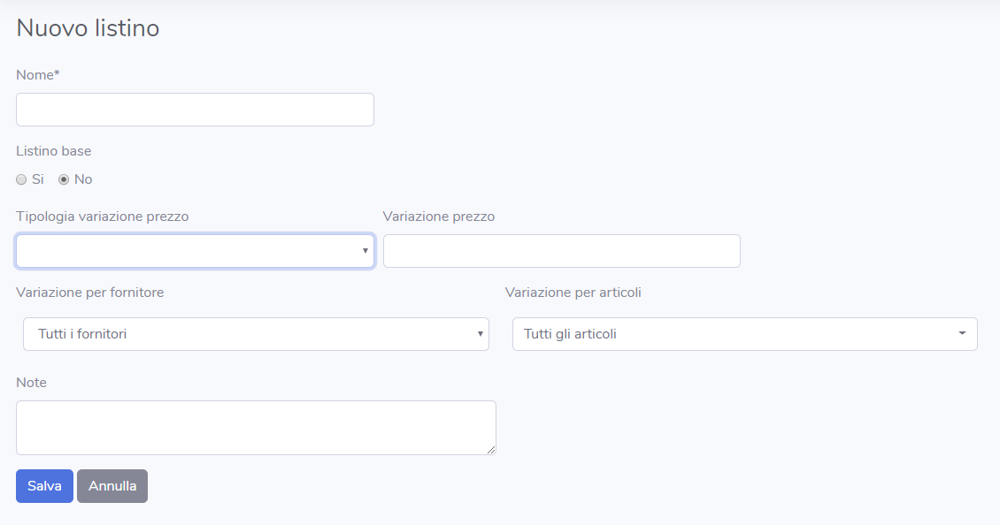 Nuovo listino
Nome*
Listino base
Si No
Tipologia variazione prezzo Variazione prezzo
Variazione per fornitore Variazione per articoli
Tutti i fornitori Tutti gli articoli
Note
Salva Annulla